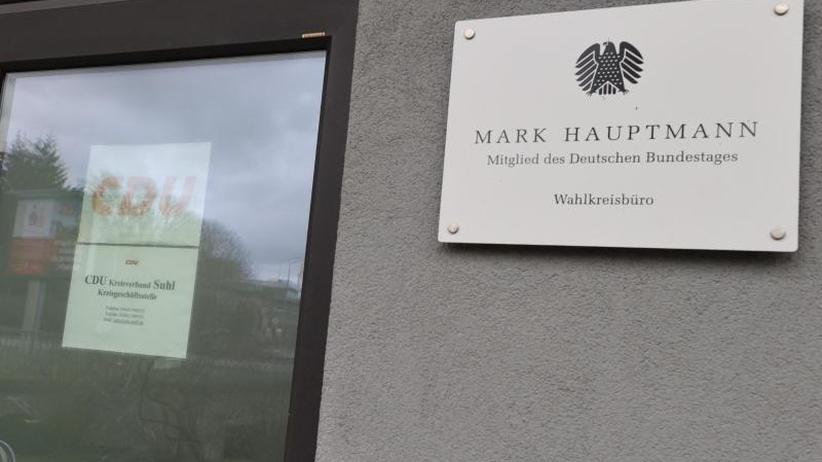 CDU
CDU
CDU Kreisverband Suhl
Kreisgeschäftsstelle
MARK HAUPTMANN
Mitglied des Deutschen Bundestages
Wahlkreisbüro